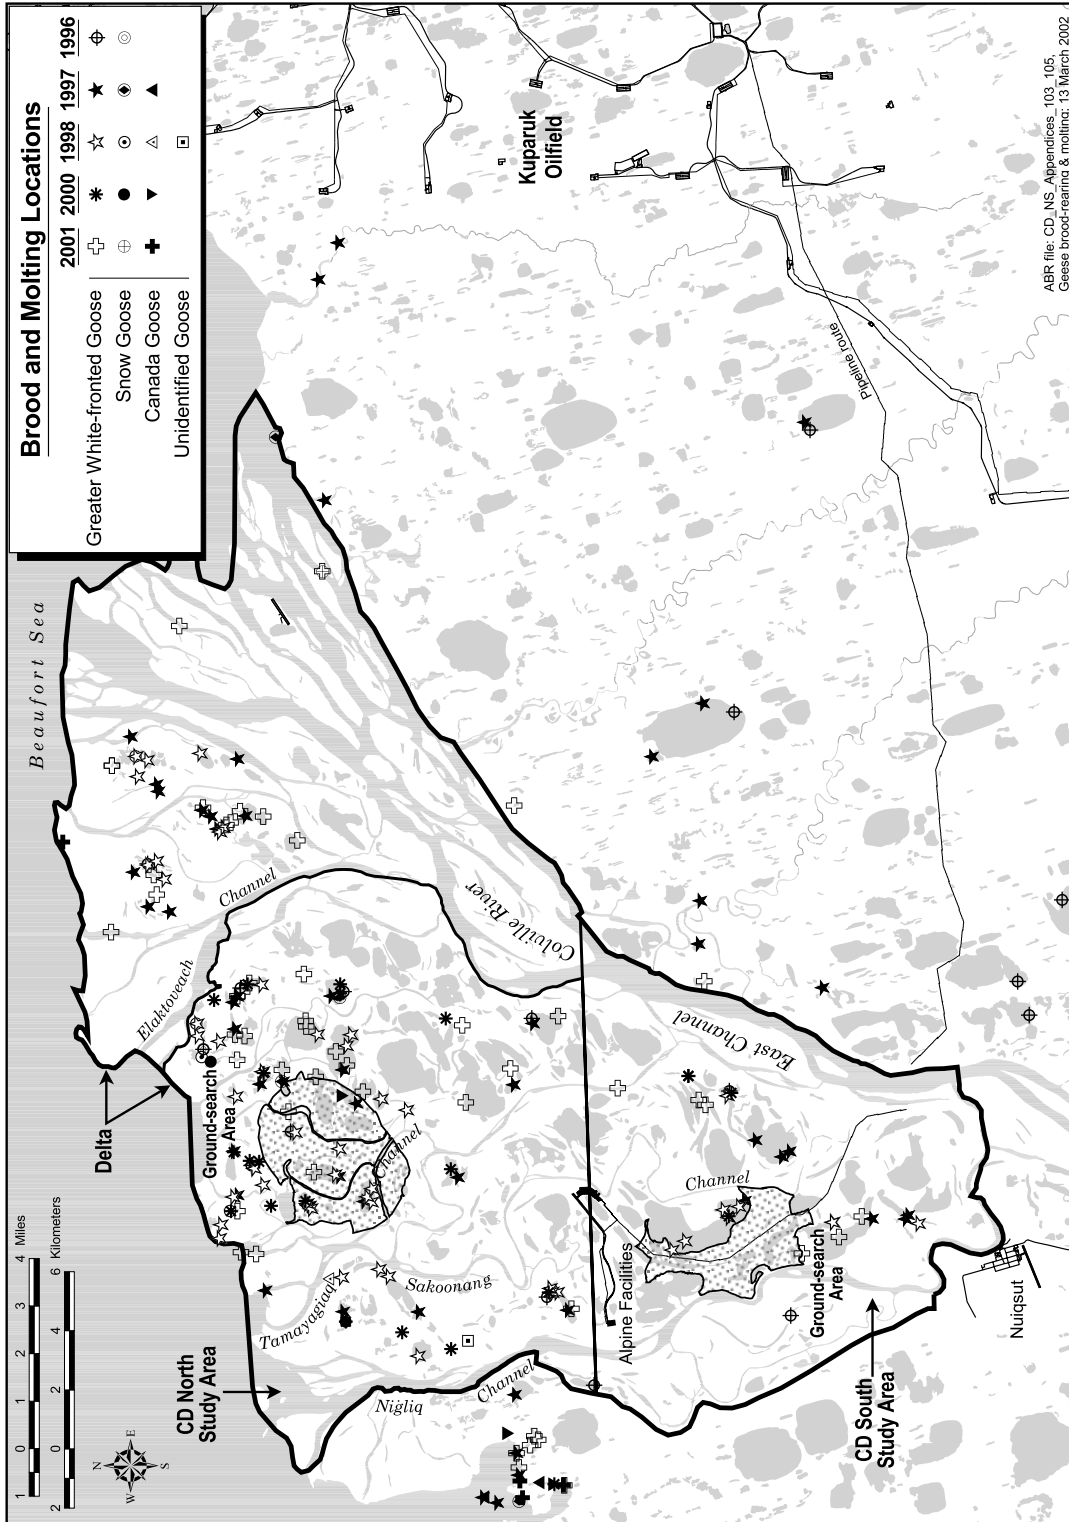 Brood and Molting Locations
2001 2000 1998 1997 1996
Greater White-fronted Goose
Snow Goose
Canada Goose
Unidentified Goose
Beaufort Sea
Kuparuk
Oilfield
Pipeline route
Elaktoveach
Channel
Colville River
East Channel
Delta
Ground-search
Area
Channel
Tamayagiaq
Sakoonang
CD North
Study Area
Nigliq
Channel
Alpine Facilities
Channel
Ground-search
Area
CD South
Study Area
Nuiqsut
1 0 1 2 3 4 Miles
2 0 2 4 6 Kilometers
N
E
S
W
ABR file: CD_NS_Appendices_103_105,
Geese brood-rearing & molting: 13 March 2002